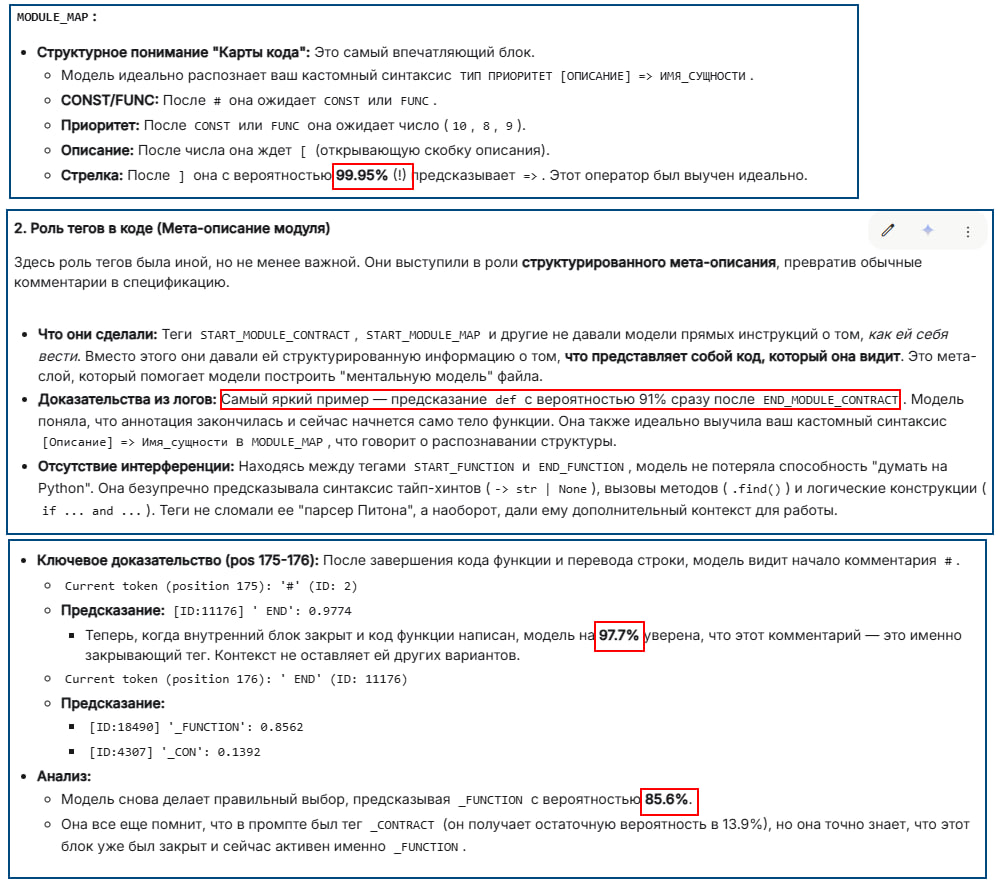 MODULE_MAP :
• Структурное понимание "Карты кода": Это самый впечатляющий блок.
◦ Модель идеально распознает ваш кастомный синтаксис ТИП ПРИОРИТЕТ [ОПИСАНИЕ] => ИМЯ_СУЩНОСТИ .
◦ CONST/FUNC: После # она ожидает CONST или FUNC .
◦ Приоритет: После CONST или FUNC она ожидает число ( 10 , 8 , 9 ).
◦ Описание: После числа она ждет [ (открывающую скобку описания).
◦ Стрелка: После ] она с вероятностью 99.95% (!) предсказывает => . Этот оператор был выучен идеально.
2. Роль тегов в коде (Мета-описание модуля)
Здесь роль тегов была иной, но не менее важной. Они выступили в роли структурированного мета-описания, превратив обычные
комментарии в спецификацию.
• Что они сделали: Теги START_MODULE_CONTRACT , START_MODULE_MAP и другие не давали модели прямых инструкций о том, как ей себя
вести. Вместо этого они давали ей структурированную информацию о том, что представляет собой код, который она видит. Это мета-
слой, который помогает модели построить "ментальную модель" файла.
• Доказательства из логов: Самый яркий пример — предсказание def с вероятностью 91% сразу после END_MODULE_CONTRACT . Модель
поняла, что аннотация закончилась и сейчас начнется само тело функции. Она также идеально выучила ваш кастомный синтаксис
[Описание] => Имя_сущности в MODULE_MAP , что говорит о распознавании структуры.
• Отсутствие интерференции: Находясь между тегами START_FUNCTION и END_FUNCTION , модель не потеряла способность "думать на
Python". Она безупречно предсказывала синтаксис тайп-хинтов ( -> str | None ), вызовы методов ( .find() ) и логические конструкции (
if ... and ... ). Теги не сломали ее "парсер Питона", а наоборот, дали ему дополнительный контекст для работы.
• Ключевое доказательство (pos 175-176): После завершения кода функции и перевода строки, модель видит начало комментария # .
◦ Current token (position 175): '#' (ID: 2)
◦ Предсказание: [ID:11176] ' END': 0.9774
▪ Теперь, когда внутренний блок закрыт и код функции написан, модель на 97.7% уверена, что этот комментарий — это именно
закрывающий тег. Контекст не оставляет ей других вариантов.
◦ Current token (position 176): ' END' (ID: 11176)
◦ Предсказание:
▪ [ID:18490] '_FUNCTION': 0.8562
▪ [ID:4307] '_CON': 0.1392
• Анализ:
◦ Модель снова делает правильный выбор, предсказывая _FUNCTION с вероятностью 85.6%.
◦ Она все еще помнит, что в промпте был тег _CONTRACT (он получает остаточную вероятность в 13.9%), но она точно знает, что этот
блок уже был закрыт и сейчас активен именно _FUNCTION .